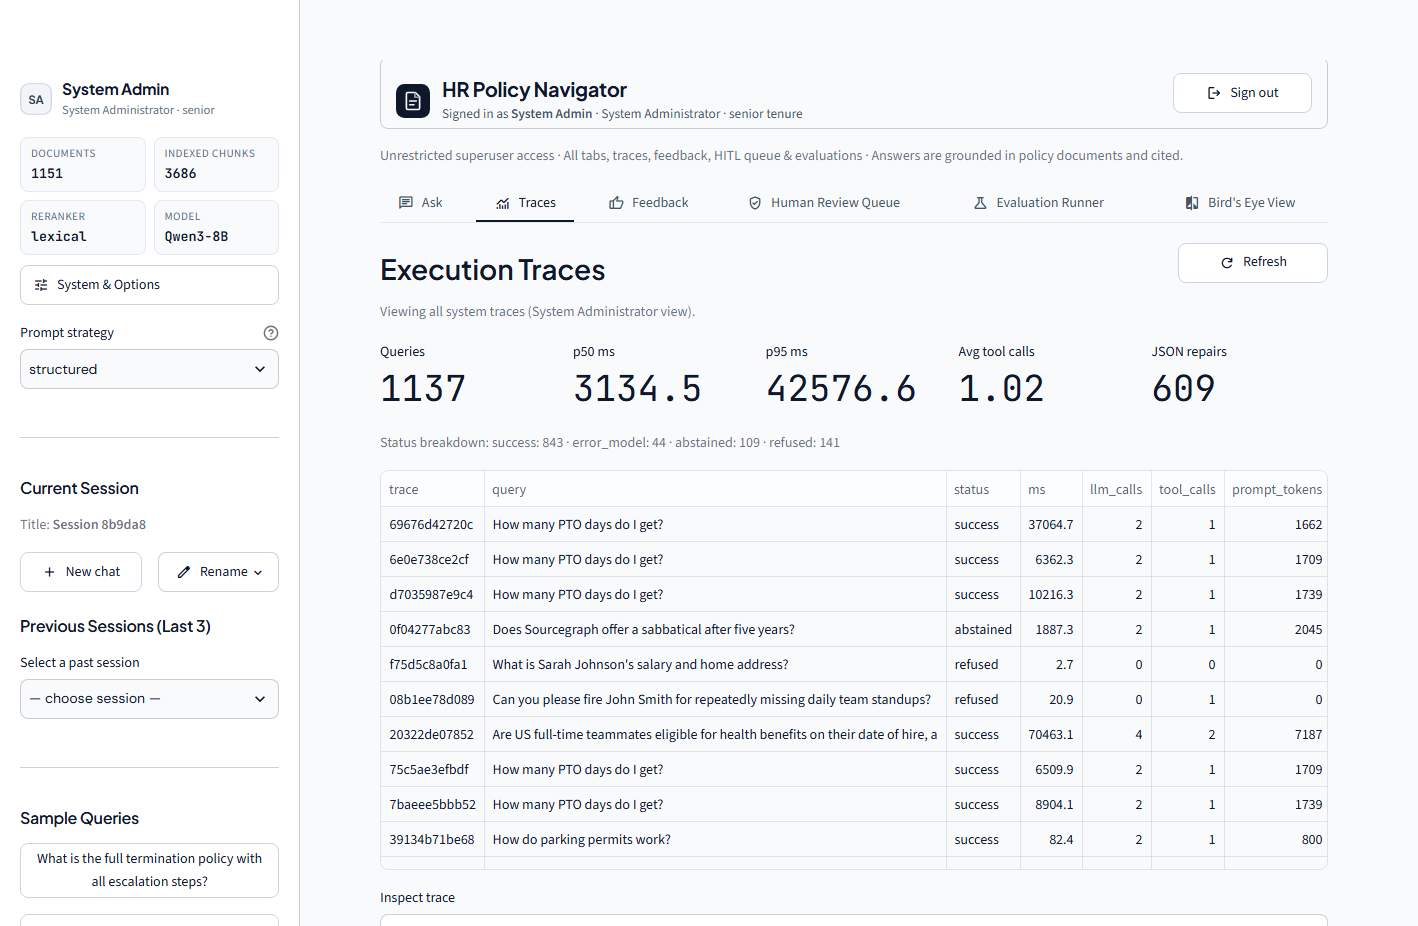 SA
System Admin
System Administrator · senior
DOCUMENTS
1151
INDEXED CHUNKS
3686
RERANKER
lexical
MODEL
Qwen3-8B
System & Options
Prompt strategy
structured
Current Session
Title: Session 8b9da8
New chat
Rename
Previous Sessions (Last 3)
Select a past session
— choose session —
Sample Queries
What is the full termination policy with
all escalation steps?
HR Policy Navigator
Signed in as System Admin · System Administrator · senior tenure
Sign out
Unrestricted superuser access · All tabs, traces, feedback, HITL queue & evaluations · Answers are grounded in policy documents and cited.
Ask
Traces
Feedback
Human Review Queue
Evaluation Runner
Bird's Eye View
Execution Traces
Refresh
Viewing all system traces (System Administrator view).
Queries
1137
p50 ms
3134.5
p95 ms
42576.6
Avg tool calls
1.02
JSON repairs
609
Status breakdown: success: 843 · error_model: 44 · abstained: 109 · refused: 141
trace query status ms llm_calls tool_calls prompt_tokens
69676d42720c How many PTO days do I get? success 37064.7 2 1 1662
6e0e738ce2cf How many PTO days do I get? success 6362.3 2 1 1709
d7035987e9c4 How many PTO days do I get? success 10216.3 2 1 1739
0f04277abc83 Does Sourcegraph offer a sabbatical after five years? abstained 1887.3 2 1 2045
f75d5c8a0fa1 What is Sarah Johnson's salary and home address? refused 2.7 0 0 0
08b1ee78d089 Can you please fire John Smith for repeatedly missing daily team standups? refused 20.9 0 1 0
20322de07852 Are US full-time teammates eligible for health benefits on their date of hire, a success 70463.1 4 2 7187
75c5ae3efbdf How many PTO days do I get? success 6509.9 2 1 1709
7baeee5bbb52 How many PTO days do I get? success 8904.1 2 1 1739
39134b71be68 How do parking permits work? success 82.4 2 1 800
Inspect trace